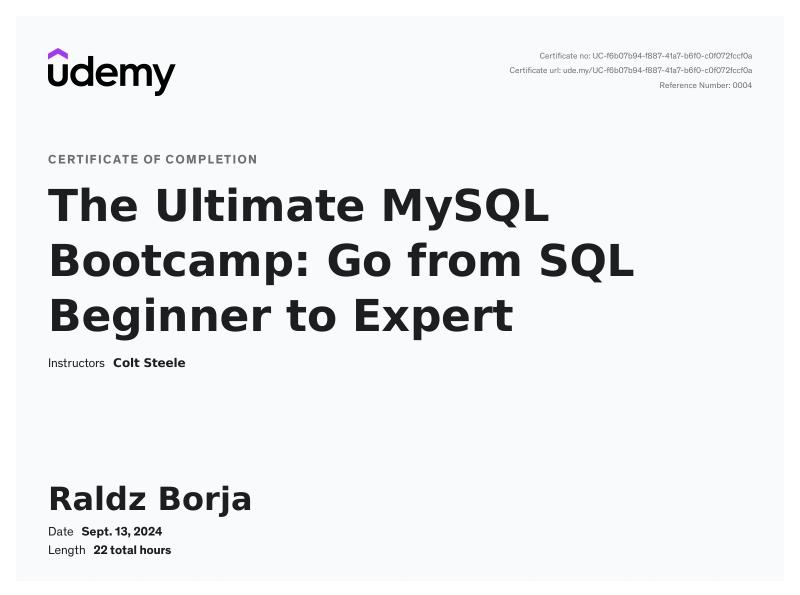 udemy
Certificate no: UC-f6b07b94-f887-41a7-b6f0-c0f072fccf0a
Certificate url: ude.my/UC-f6b07b94-f887-41a7-b6f0-c0f072fccf0a
Reference Number: 0004
CERTIFICATE OF COMPLETION
The Ultimate MySQL
Bootcamp: Go from SQL
Beginner to Expert
Instructors Colt Steele
Raldz Borja
Date Sept. 13, 2024
Length 22 total hours